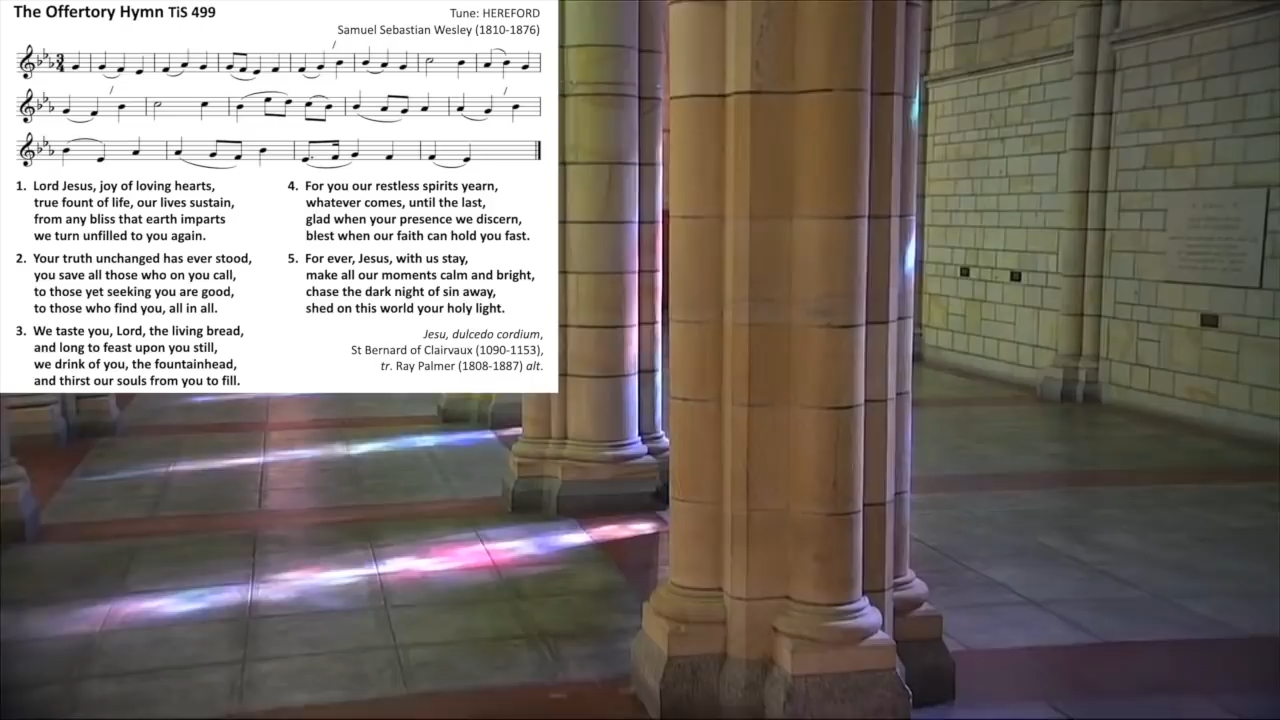 The Offertory Hymn TiS 499
Tune: HEREFORD
Samuel Sebastian Wesley (1810-1876)
1. Lord Jesus, joy of loving hearts,
true fount of life, our lives sustain,
from any bliss that earth imparts
we turn unfilled to you again.
2. Your truth unchanged has ever stood,
you save all those who on you call,
to those yet seeking you are good,
to those who find you, all in all.
3. We taste you, Lord, the living bread,
and long to feast upon you still,
we drink of you, the fountainhead,
and thirst our souls from you to fill.
4. For you our restless spirits yearn,
whatever comes, until the last,
glad when your presence we discern,
blest when our faith can hold you fast.
5. For ever, Jesus, with us stay,
make all our moments calm and bright,
chase the dark night of sin away,
shed on this world your holy light.
Jesu, dulcedo cordium,
St Bernard of Clairvaux (1090-1153),
tr. Ray Palmer (1808-1887) alt.